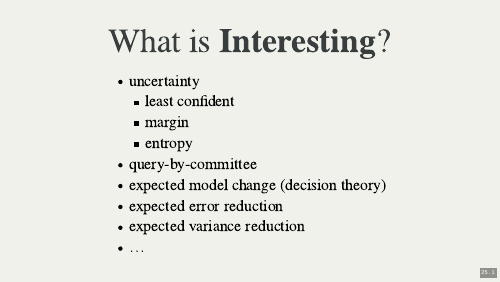 What is Interesting?
• uncertainty
▪ least confident
▪ margin
▪ entropy
• query-by-committee
• expected model change (decision theory)
• expected error reduction
• expected variance reduction
• …
25.1